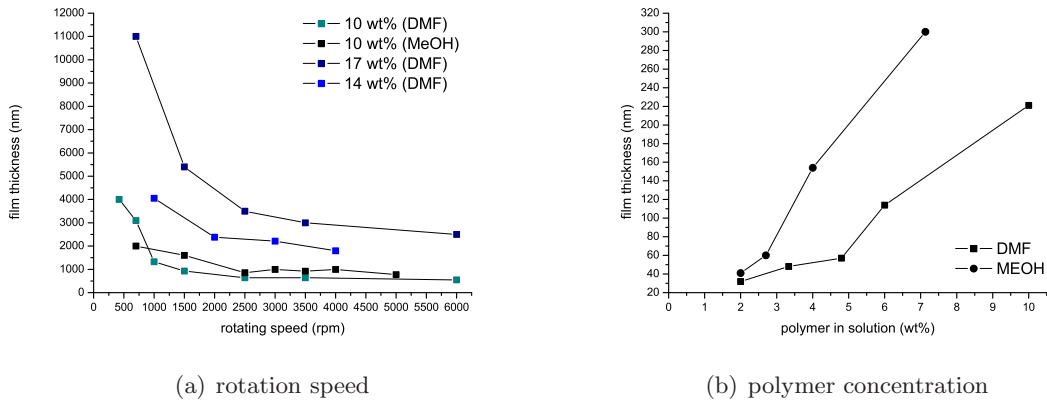 12000
11000
10000
9000
8000
7000
6000
5000
4000
3000
2000
1000
0
film thickness (nm)
0 500 1000 1500 2000 2500 3000 3500 4000 4500 5000 5500 6000
rotating speed (rpm)
10 wt% (DMF)
10 wt% (MeOH)
17 wt% (DMF)
14 wt% (DMF)
(a) rotation speed
320
300
280
260
240
220
200
180
160
140
120
100
80
60
40
20
film thickness (nm)
0 1 2 3 4 5 6 7 8 9 10
polymer in solution (wt%)
DMF
MEOH
(b) polymer concentration